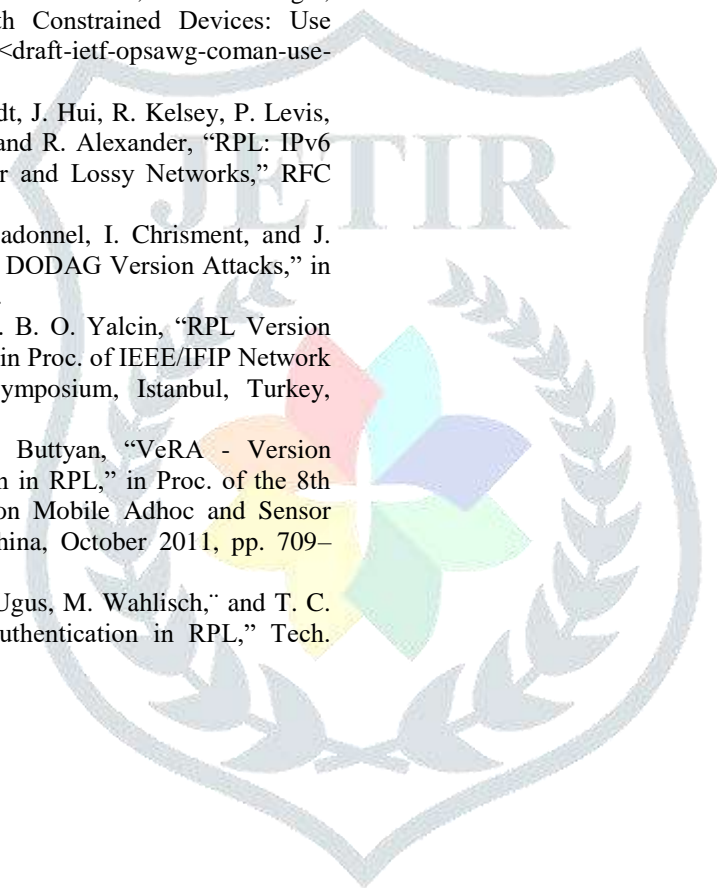 th Constrained Devices: Use
<draft-ietf-opsawg-coman-use-
dt, J. Hui, R. Kelsey, P. Levis,
and R. Alexander, “RPL: IPv6
r and Lossy Networks,” RFC
JETIR
adonnel, I. Chrisment, and J.
DODAG Version Attacks,” in
. B. O. Yalcin, “RPL Version
in Proc. of IEEE/IFIP Network
ymposium, Istanbul, Turkey,
Buttyan, “VeRA - Version
n in RPL,” in Proc. of the 8th
on Mobile Adhoc and Sensor
hina, October 2011, pp. 709–
Ugus, M. Wahlisch,¨ and T. C.
uthentication in RPL,” Tech.